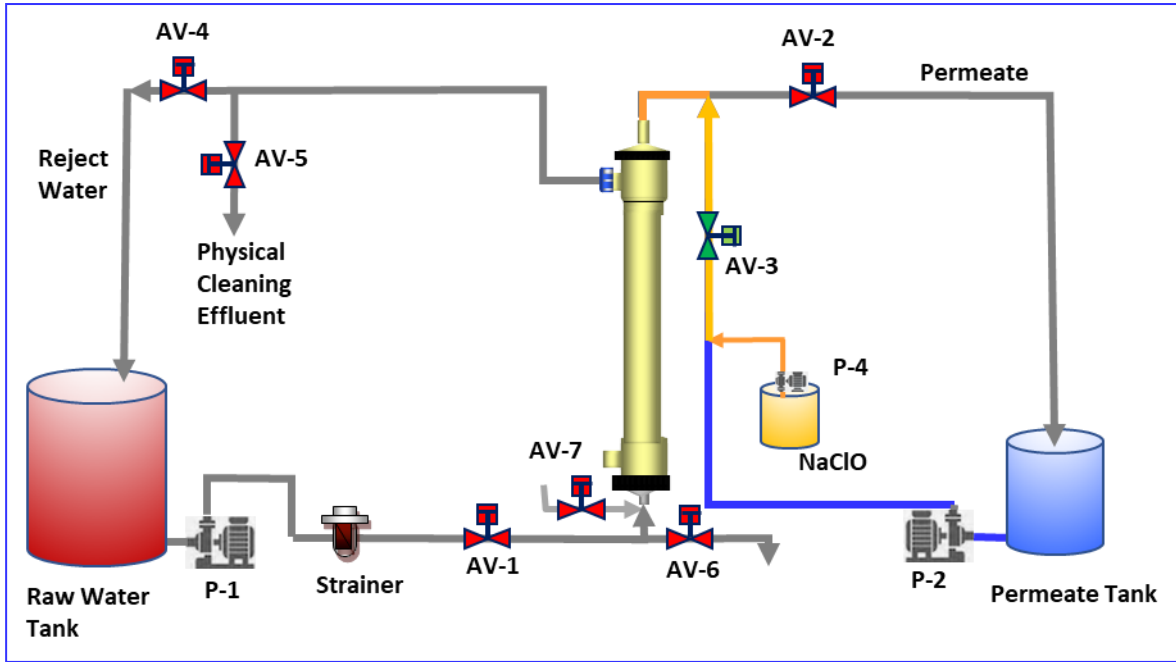 AV-4
AV-2
Permeate
Reject
Water
AV-5
Physical
Cleaning
Effluent
AV-3
P-4
NaClO
AV-7
P-1
Strainer
AV-1
AV-6
P-2
Raw Water
Tank
Permeate Tank